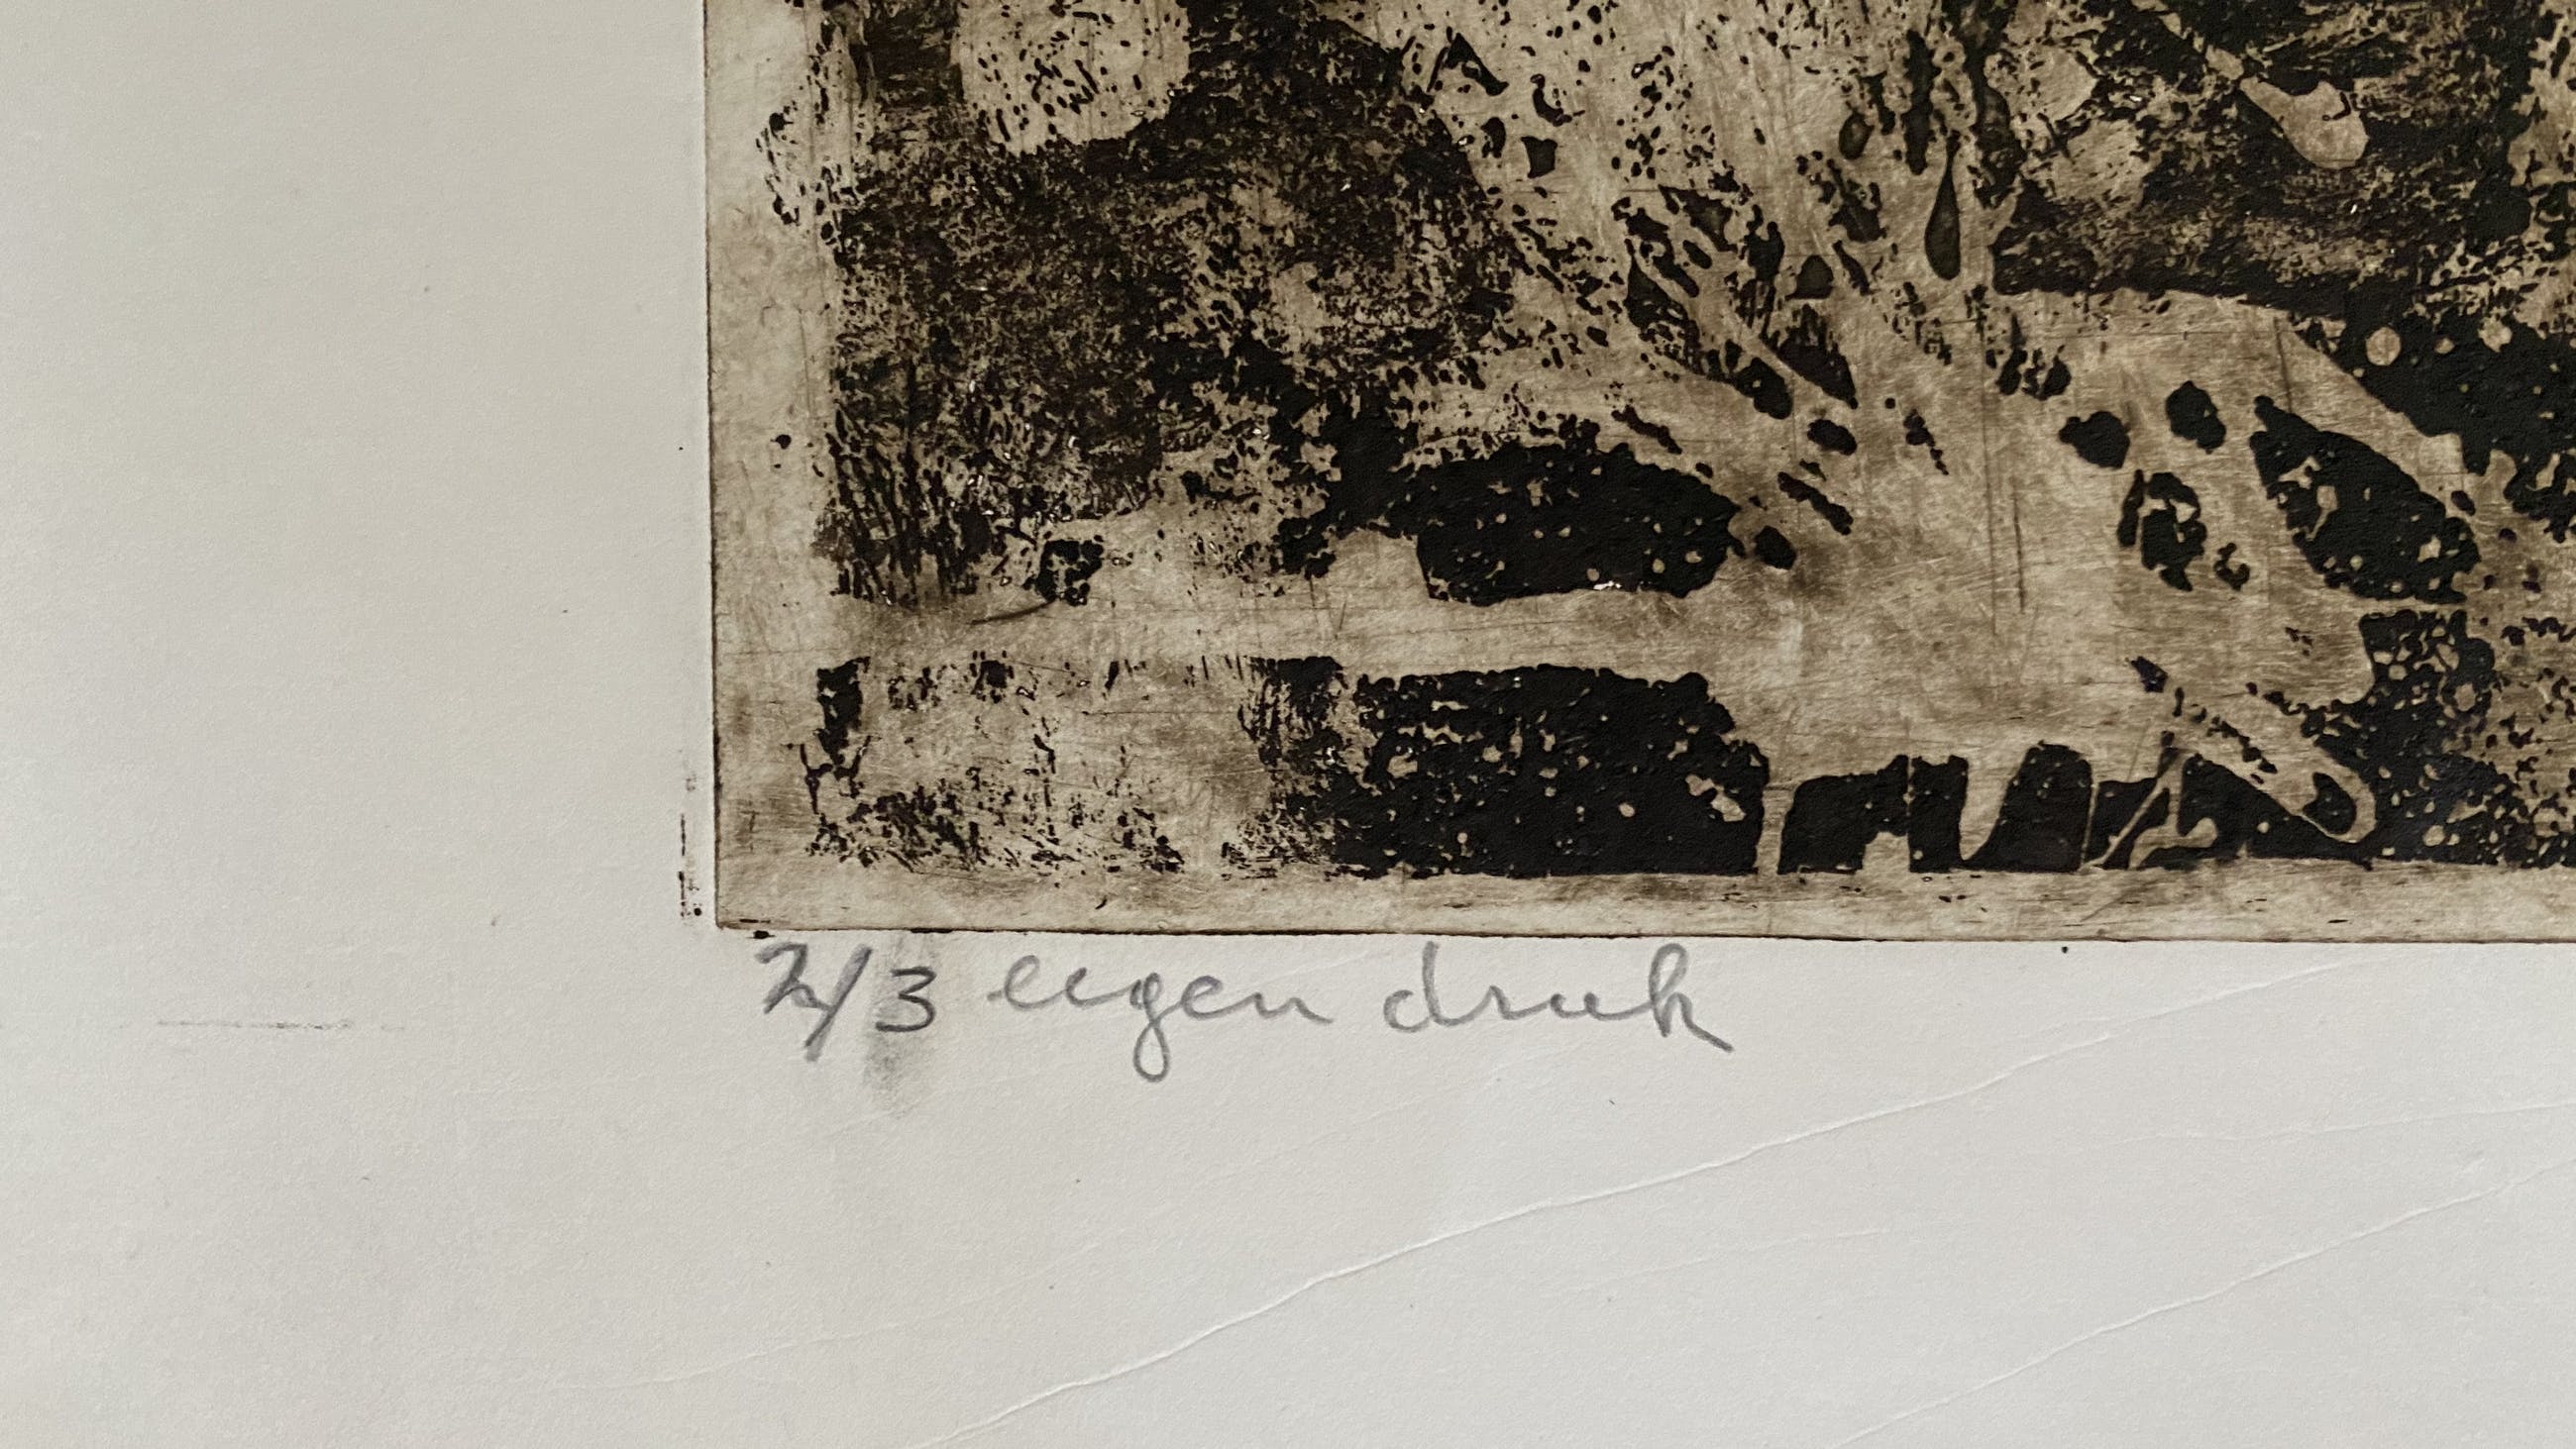 2/3 eigen druk